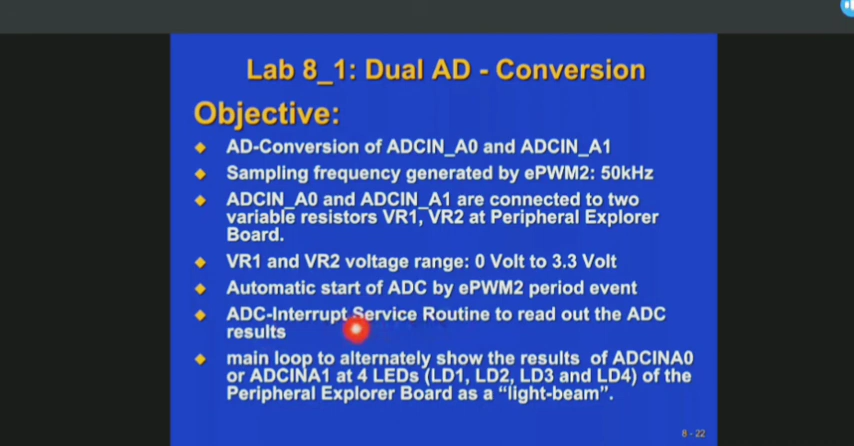 Lab 8_1: Dual AD - Conversion
Objective:
AD-Conversion of ADCIN_A0 and ADCIN_A1
Sampling frequency generated by ePWM2: 50kHz
ADCIN_A0 and ADCIN_A1 are connected to two
variable resistors VR1, VR2 at Peripheral Explorer
Board.
VR1 and VR2 voltage range: 0 Volt to 3.3 Volt
Automatic start of ADC by ePWM2 period event
ADC-Interrupt Service Routine to read out the ADC
results
main loop to alternately show the results of ADCINA0
or ADCINA1 at 4 LEDs (LD1, LD2, LD3 and LD4) of the
Peripheral Explorer Board as a “light-beam”.
8 - 22